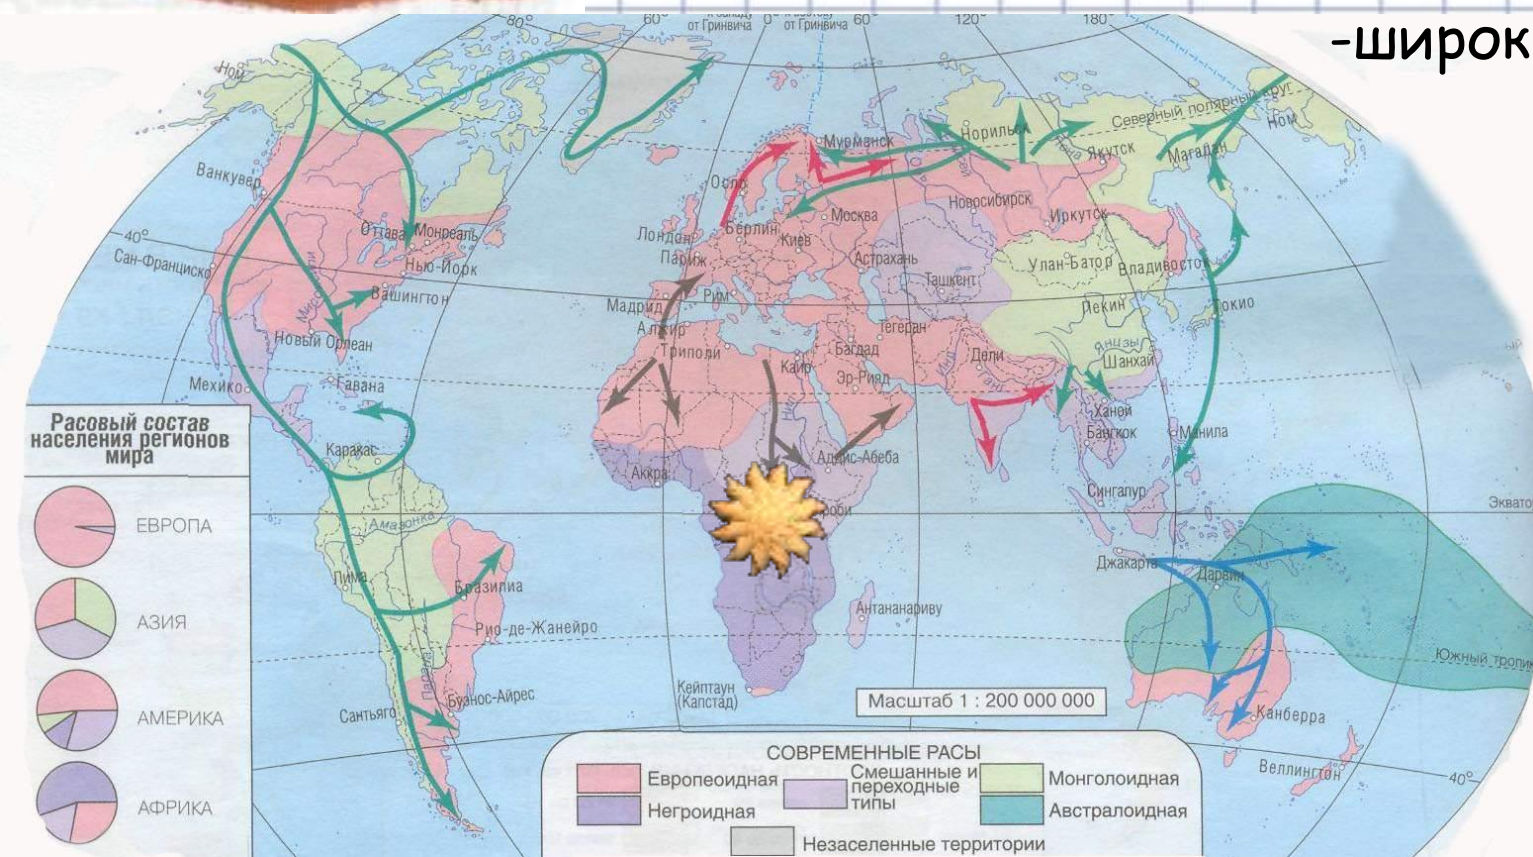 -широк
80°
60°
от Гринвича
0°
от Гринвича
60°
120°
180°
Ном
Северный полярный круг
Ном
Мурманск
Норильск
Якутск
Магадан
Ванкувер
Осло
Москва
Новосибирск
Иркутск
Оттава
Монреаль
Лондон
Берлин
Киев
40°
Сан-Франциско
Нью-Йорк
Париж
Астрахань
Улан-Батор
Владивосток
Вашингтон
Мадрид
Рим
Ташкент
Пекин
Токио
Новый Орлеан
Алжир
Триполи
Тегеран
Багдад
Дели
Инд
Ганг
Янцзы
Шанхай
Мехико
Гавана
Каир
Эр-Рияд
Ханой
Бангкок
Манила
Каракас
Аккра
Аддис-Абеба
Сингапур
Амазонка
Лима
Бразилиа
Джакарта
Дарвин
Антананариву
Рио-де-Жанейро
Парана
Южный тропик
Кейптаун
(Капстад)
Сантьяго
Буэнос-Айрес
Канберра
Веллингтон
40°
Масштаб 1 : 200 000 000
Расовый состав
населения регионов
мира
ЕВРОПА
АЗИЯ
АМЕРИКА
АФРИКА
СОВРЕМЕННЫЕ РАСЫ
Европеоидная
Негроидная
Смешанные и
переходные
типы
Монголоидная
Австралоидная
Незаселенные территории